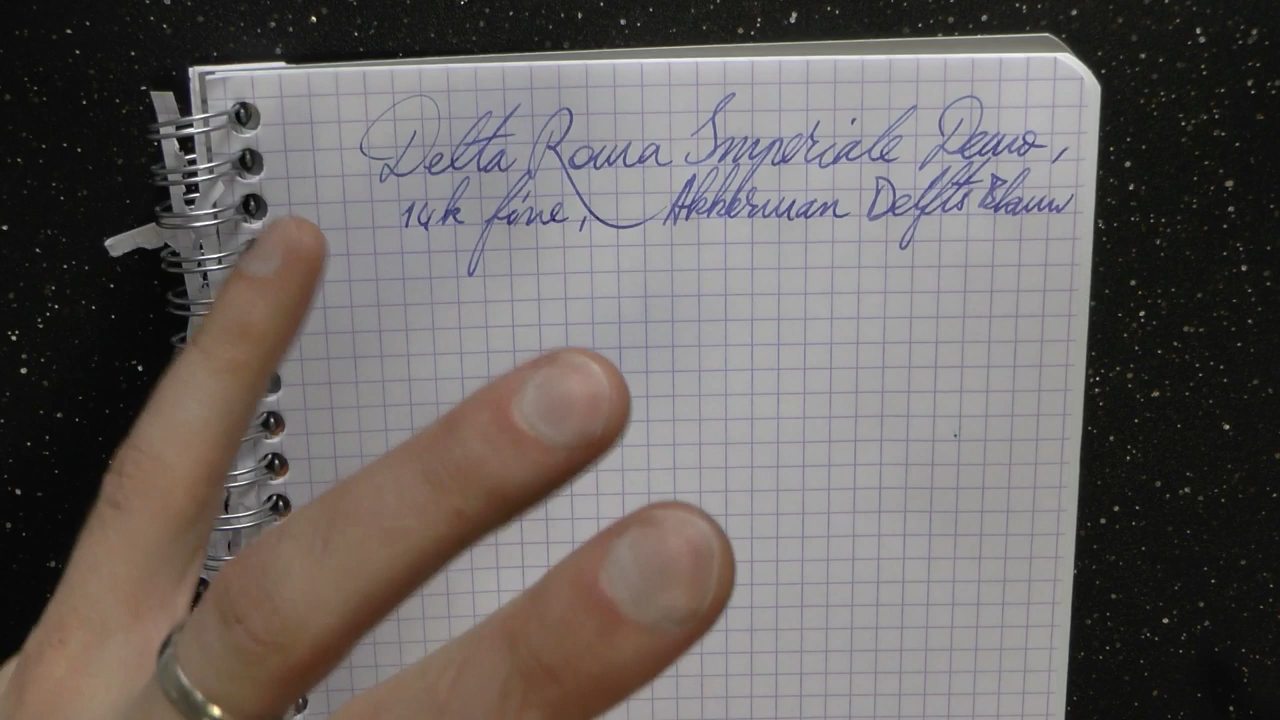 Delta Roma Imperiale Demo,
14k fine, Akkerman Delfts Blauw